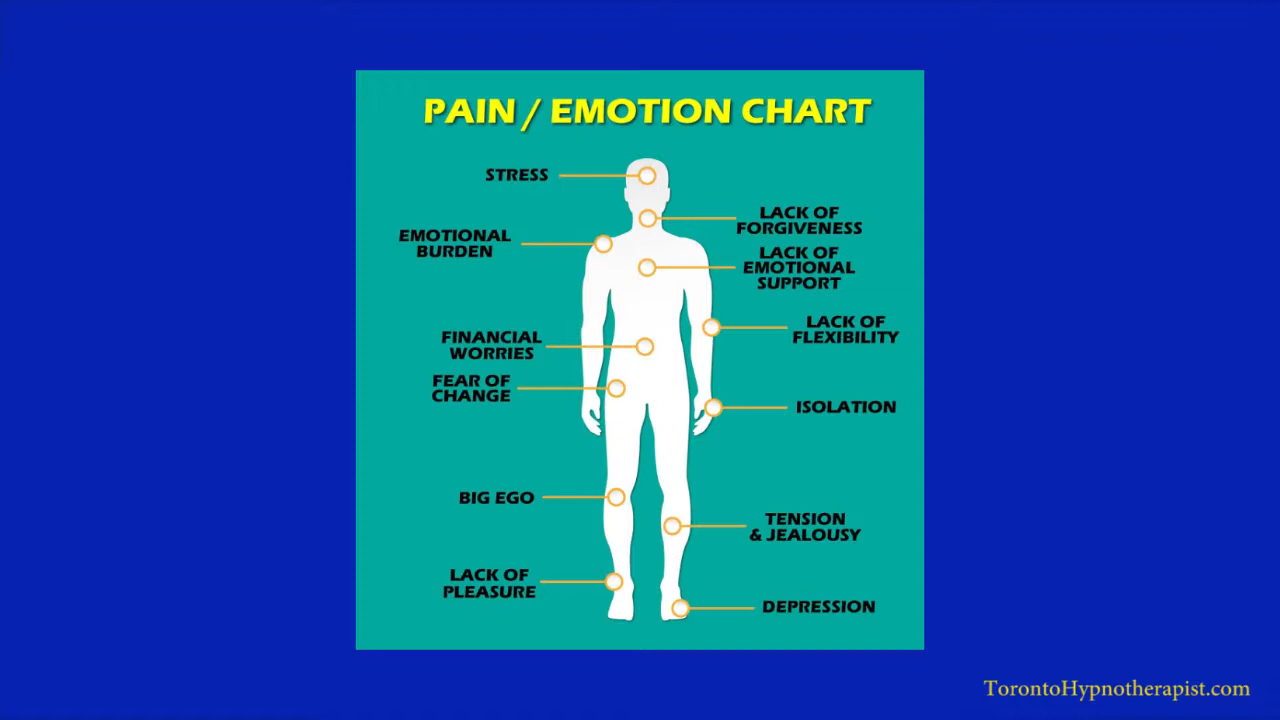 PAIN / EMOTION CHART
STRESS
LACK OF
FORGIVENESS
EMOTIONAL
BURDEN
LACK OF
EMOTIONAL
SUPPORT
LACK OF
FLEXIBILITY
FINANCIAL
WORRIES
FEAR OF
CHANGE
ISOLATION
BIG EGO
TENSION
& JEALOUSY
LACK OF
PLEASURE
DEPRESSION
TorontoHypnotherapist.com